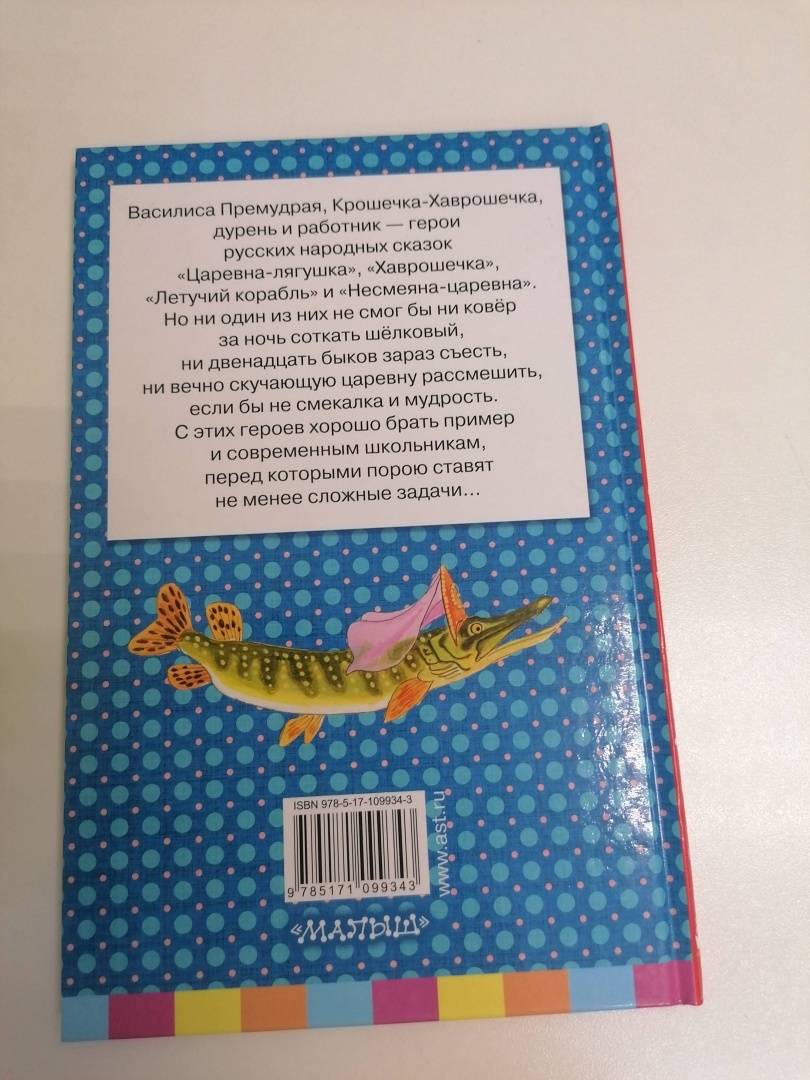 Василиса Премудрая, Крошечка-Хаврошечка,
дурень и работник — герои
русских народных сказок
«Царевна-лягушка», «Хаврошечка»,
«Летучий корабль» и «Несмеяна-царевна».
Но ни один из них не смог бы ни ковёр
за ночь соткать шёлковый,
ни двенадцать быков зараз съесть,
ни вечно скучающую царевну рассмешить,
если бы не смекалка и мудрость.
С этих героев хорошо брать пример
и современным школьникам,
перед которыми порою ставят
не менее сложные задачи...
ISBN 978-5-17-109934-3
9 785171 099343
www.ast.ru
«МАЛЫШ»